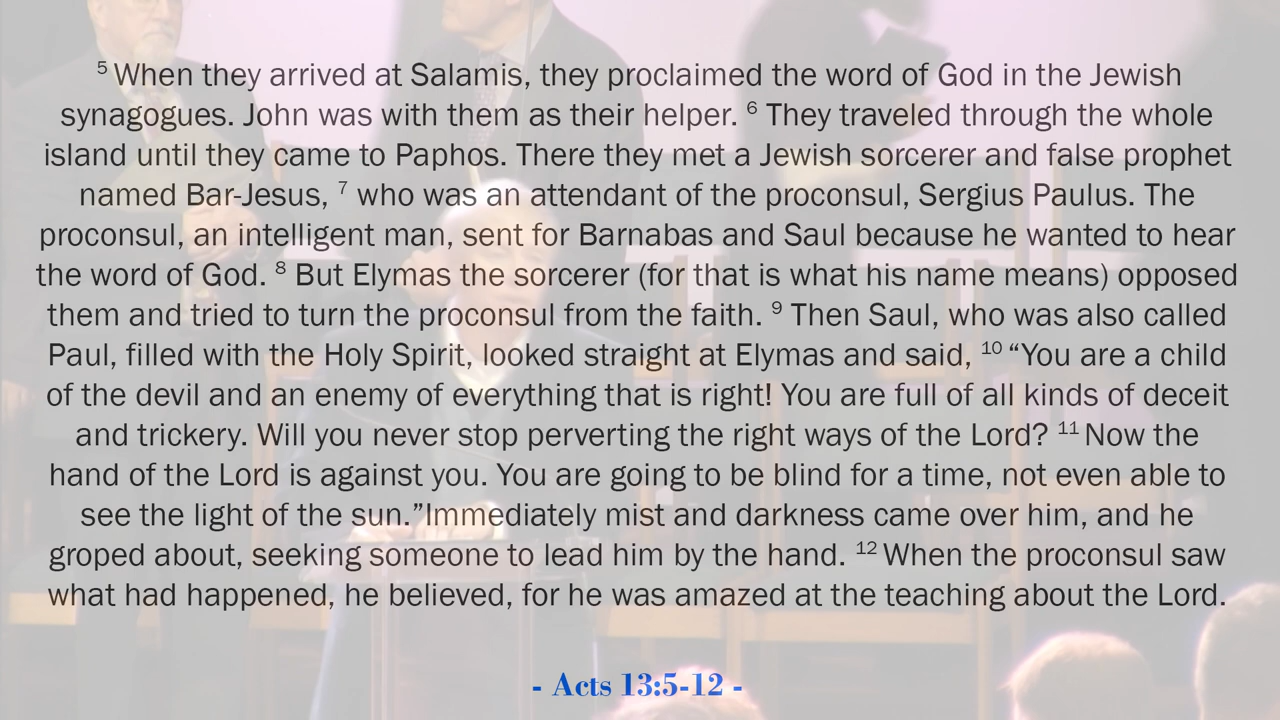 ⁵ When they arrived at Salamis, they proclaimed the word of God in the Jewish
synagogues. John was with them as their helper. ⁶ They traveled through the whole
island until they came to Paphos. There they met a Jewish sorcerer and false prophet
named Bar-Jesus, ⁷ who was an attendant of the proconsul, Sergius Paulus. The
proconsul, an intelligent man, sent for Barnabas and Saul because he wanted to hear
the word of God. ⁸ But Elymas the sorcerer (for that is what his name means) opposed
them and tried to turn the proconsul from the faith. ⁹ Then Saul, who was also called
Paul, filled with the Holy Spirit, looked straight at Elymas and said, ¹⁰ “You are a child
of the devil and an enemy of everything that is right! You are full of all kinds of deceit
and trickery. Will you never stop perverting the right ways of the Lord? ¹¹ Now the
hand of the Lord is against you. You are going to be blind for a time, not even able to
see the light of the sun.”Immediately mist and darkness came over him, and he
groped about, seeking someone to lead him by the hand. ¹² When the proconsul saw
what had happened, he believed, for he was amazed at the teaching about the Lord.
- Acts 13:5-12 -